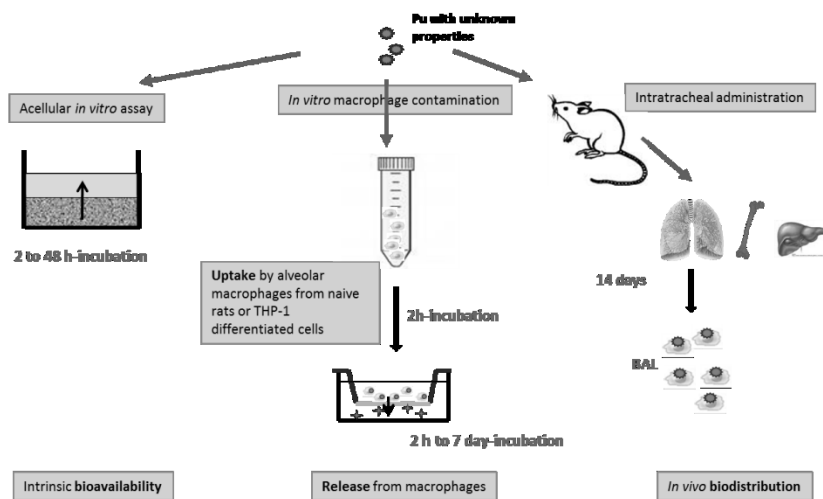 Pu with unknown
properties
Acellular in vitro assay
In vitro macrophage contamination
Intratracheal administration
2 to 48 h-incubation
Uptake by alveolar
macrophages from naive
rats or THP-1
differentiated cells
2h-incubation
14 days
BAL
2 h to 7 day-incubation
Intrinsic bioavailability
Release from macrophages
In vivo biodistribution